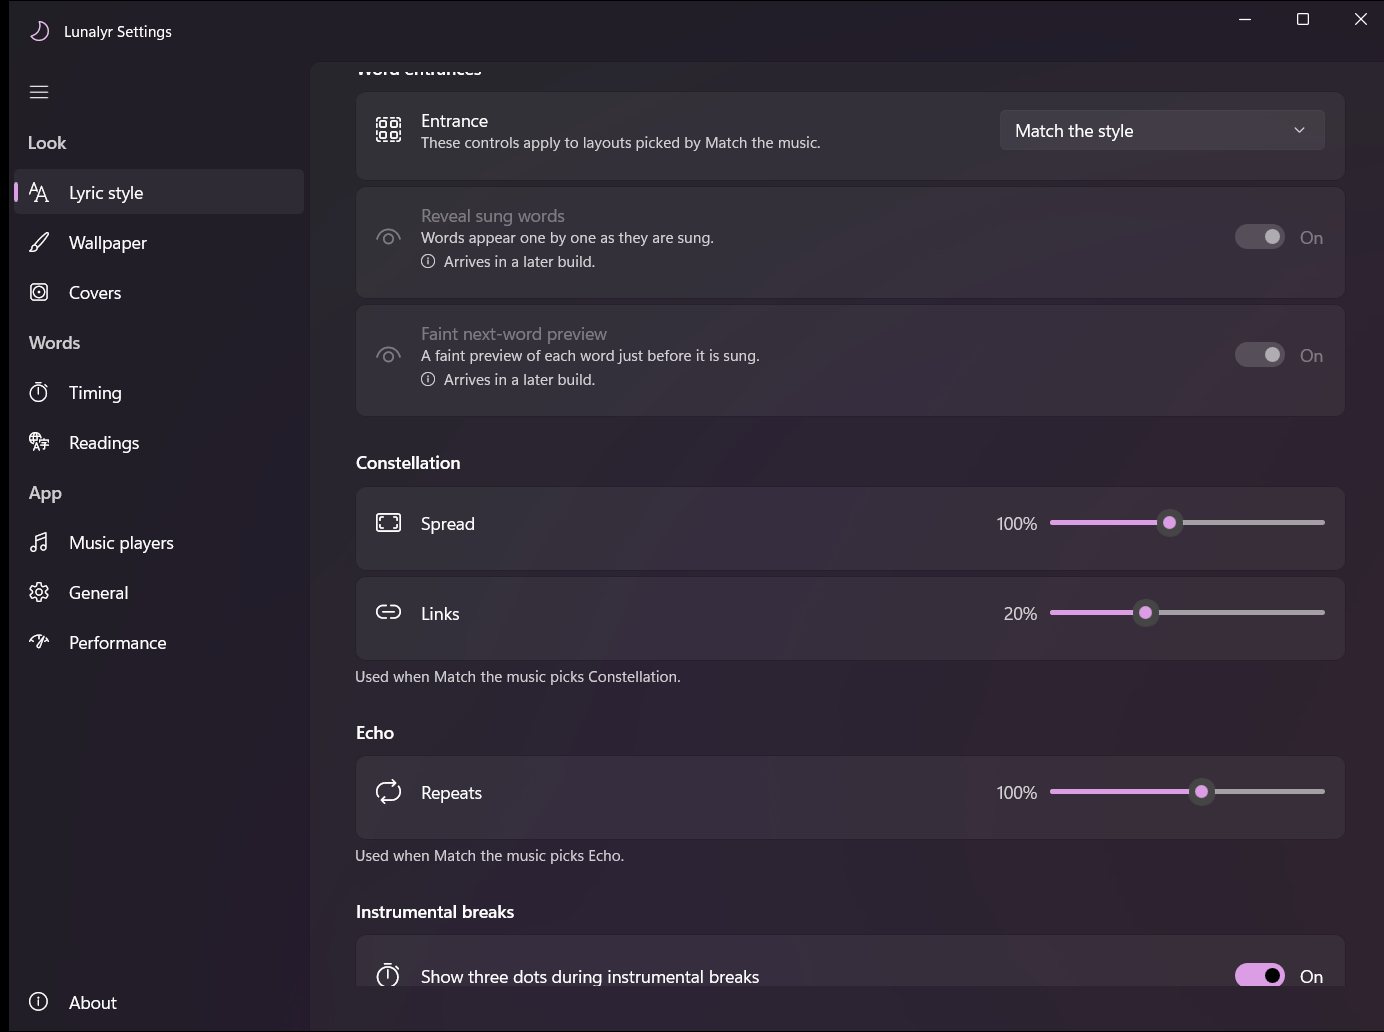 Lunalyr Settings
Look
Lyric style
Wallpaper
Covers
Words
Timing
Readings
App
Music players
General
Performance
About
Word entrances
Entrance
These controls apply to layouts picked by Match the music.
Match the style
Reveal sung words
Words appear one by one as they are sung.
Arrives in a later build.
On
Faint next-word preview
A faint preview of each word just before it is sung.
Arrives in a later build.
On
Constellation
Spread
100%
Links
20%
Used when Match the music picks Constellation.
Echo
Repeats
100%
Used when Match the music picks Echo.
Instrumental breaks
Show three dots during instrumental breaks
On